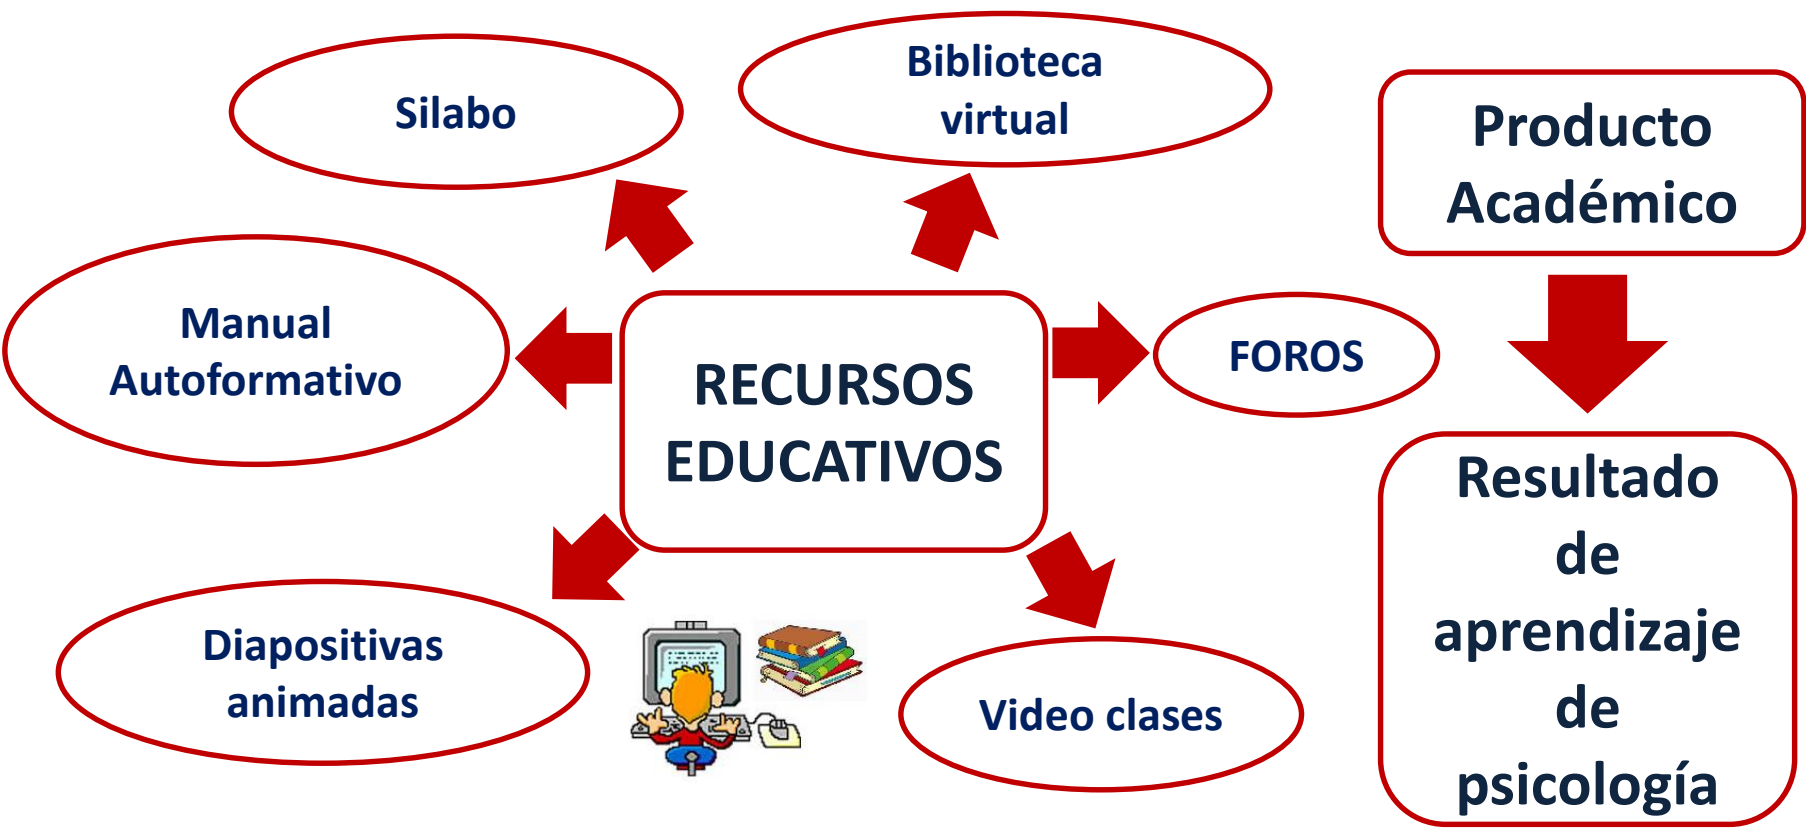 Silabo
Biblioteca
virtual
Producto
Académico
Manual
Autoformativo
RECURSOS
EDUCATIVOS
FOROS
Resultado
de
aprendizaje
de
psicología
Diapositivas
animadas
Video clases